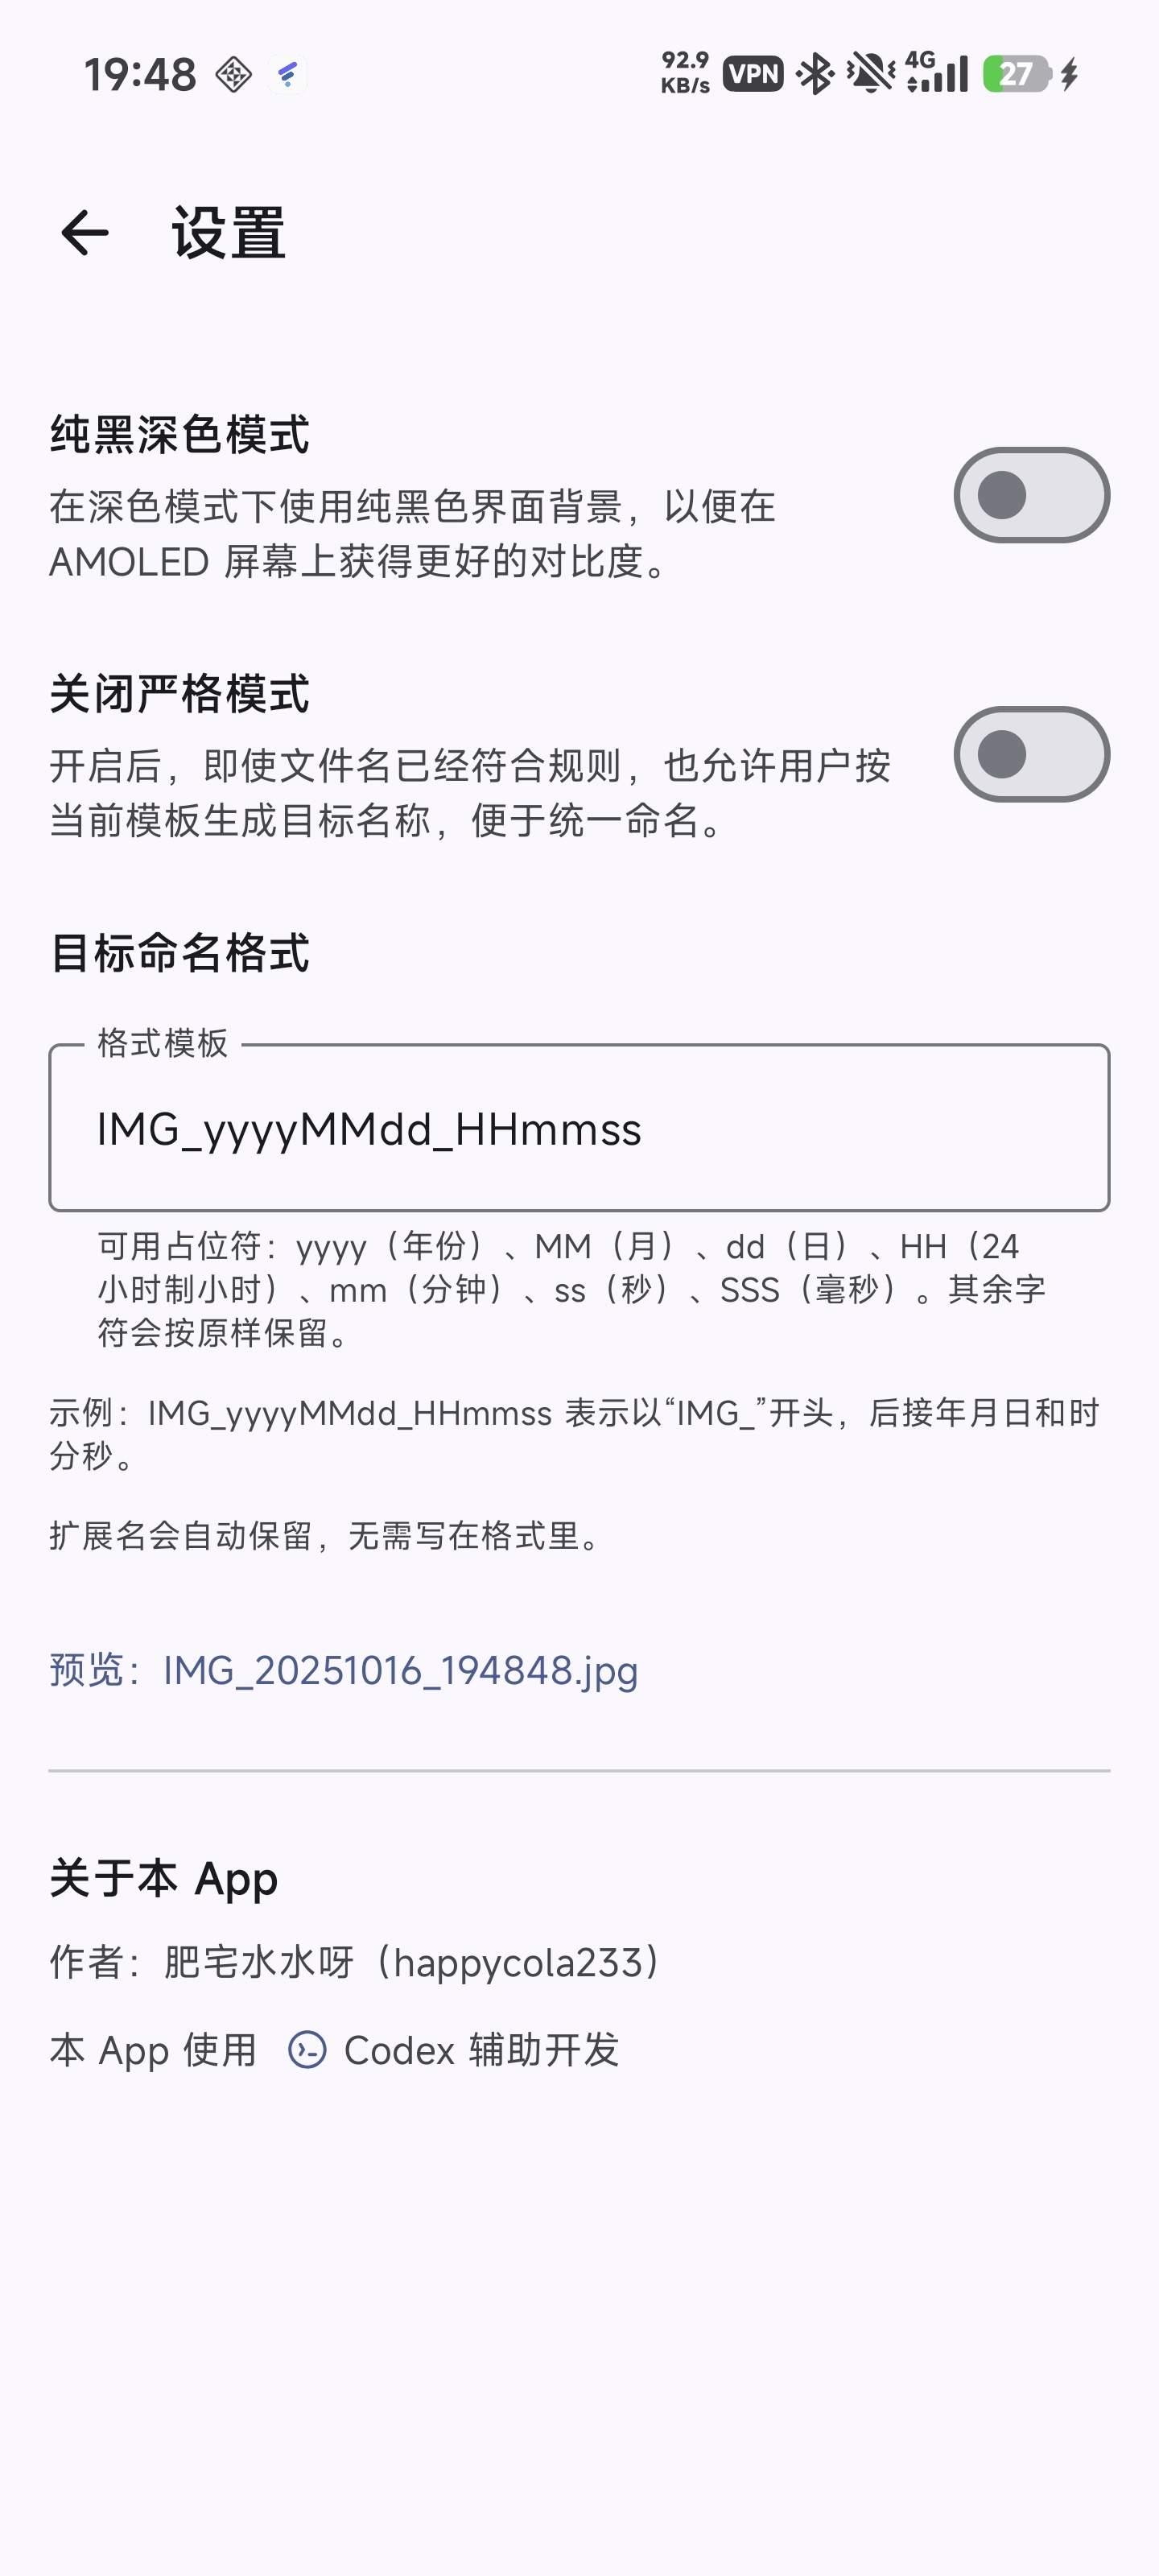 19:48
92.9
KB/s
VPN
4G
27
设置
纯黑深色模式
在深色模式下使用纯黑色界面背景，以便在
AMOLED 屏幕上获得更好的对比度。
关闭严格模式
开启后，即使文件名已经符合规则，也允许用户按
当前模板生成目标名称，便于统一命名。
目标命名格式
格式模板
IMG_yyyyMMdd_HHmmss
可用占位符：yyyy（年份）、MM（月）、dd（日）、HH（24
小时制小时）、mm（分钟）、ss（秒）、SSS（毫秒）。其余字
符会按原样保留。
示例：IMG_yyyyMMdd_HHmmss 表示以“IMG_”开头，后接年月日和时
分秒。
扩展名会自动保留，无需写在格式里。
预览：IMG_20251016_194848.jpg
关于本 App
作者：肥宅水水呀（happycola233）
本 App 使用 Codex 辅助开发